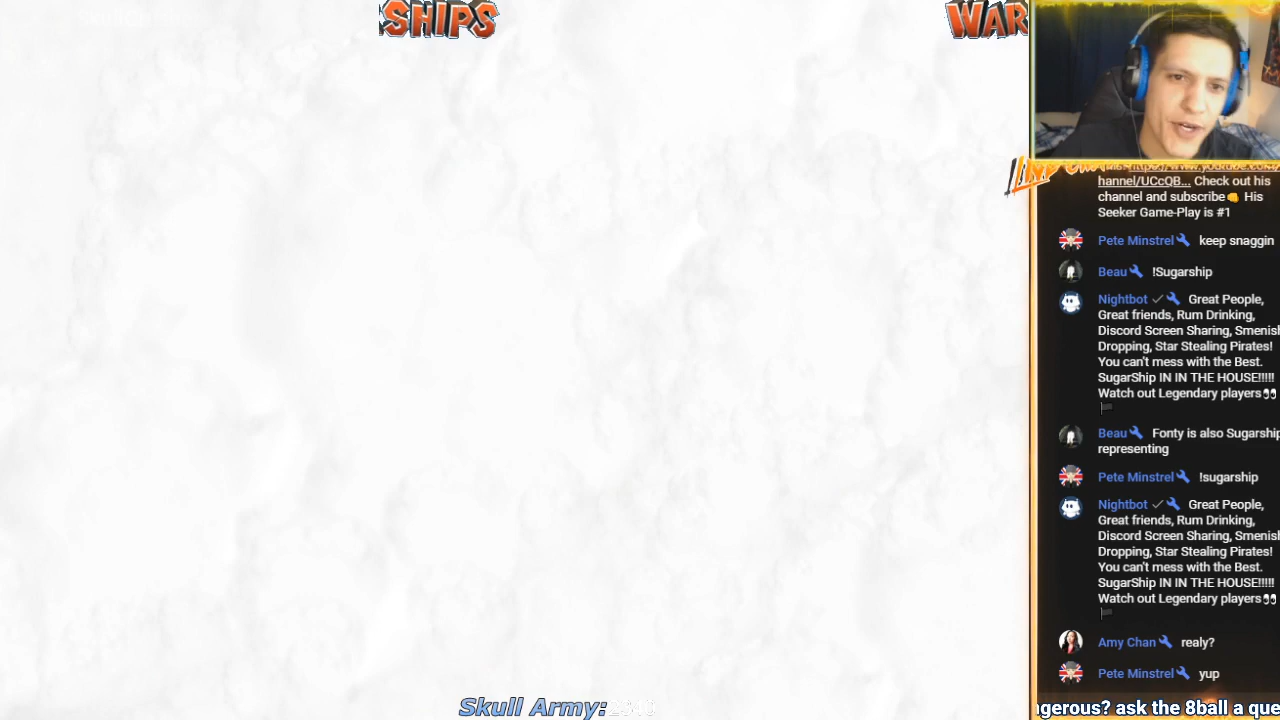 SHIPS
WAR
LIVE CHAT
hannel/UCcQB... Check out his
channel and subscribe👊 His
Seeker Game-Play is #1
Pete Minstrel keep snaggin
Beau !Sugarship
Nightbot Great People,
Great friends, Rum Drinking,
Discord Screen Sharing, Smenish
Dropping, Star Stealing Pirates!
You can't mess with the Best.
SugarShip IN IN THE HOUSE!!!!!
Watch out Legendary players👀
🏴
Beau Fonty is also Sugarship
representing
Pete Minstrel !sugarship
Nightbot Great People,
Great friends, Rum Drinking,
Discord Screen Sharing, Smenish
Dropping, Star Stealing Pirates!
You can't mess with the Best.
SugarShip IN IN THE HOUSE!!!!!
Watch out Legendary players👀
🏴
Amy Chan realy?
Pete Minstrel yup
Skull Army:
ngerous? ask the 8ball a que